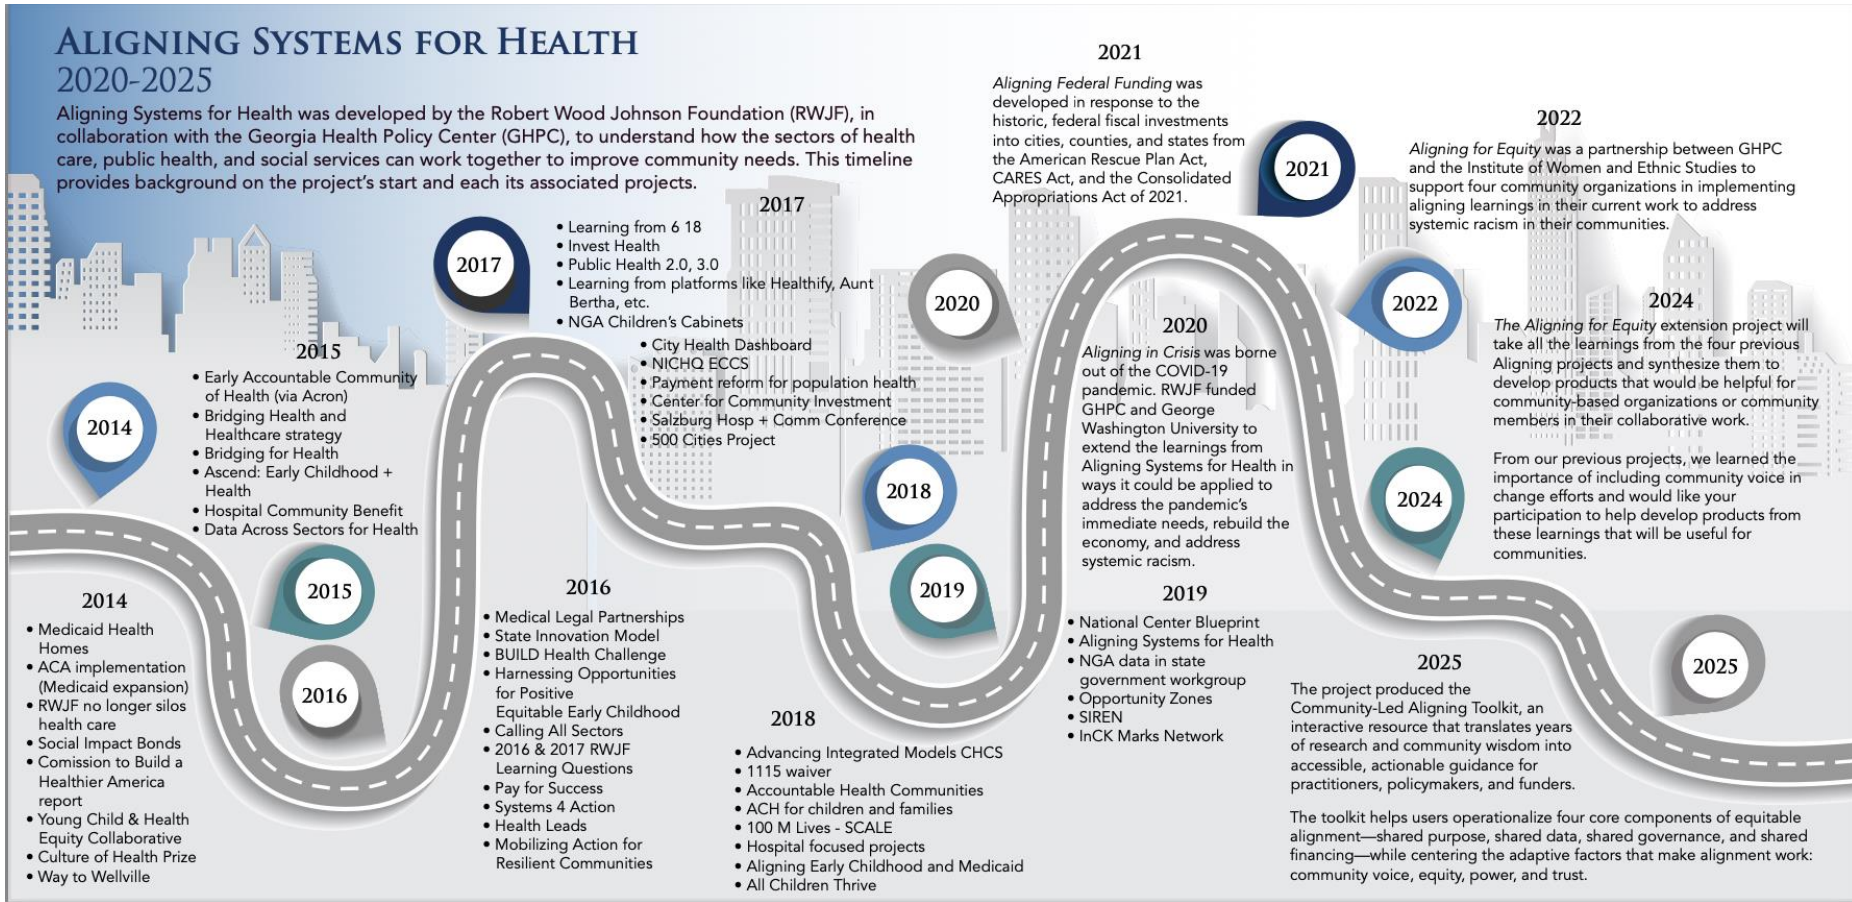 ALIGNING SYSTEMS FOR HEALTH
2020-2025
Aligning Systems for Health was developed by the Robert Wood Johnson Foundation (RWJF), in
collaboration with the Georgia Health Policy Center (GHPC), to understand how the sectors of health
care, public health, and social services can work together to improve community needs. This timeline
provides background on the project's start and each its associated projects.
2014
2014
• Medicaid Health
Homes
• ACA implementation
(Medicaid expansion)
• RWJF no longer silos
health care
• Social Impact Bonds
• Comission to Build a
Healthier America
report
• Young Child & Health
Equity Collaborative
• Culture of Health Prize
• Way to Wellville
2015
• Early Accountable Community
of Health (via Acron)
• Bridging Health and
Healthcare strategy
• Bridging for Health
• Ascend: Early Childhood +
Health
• Hospital Community Benefit
• Data Across Sectors for Health
2015
2016
2016
• Medical Legal Partnerships
• State Innovation Model
• BUILD Health Challenge
• Harnessing Opportunities
for Positive
Equitable Early Childhood
• Calling All Sectors
• 2016 & 2017 RWJF
Learning Questions
• Pay for Success
• Systems 4 Action
• Health Leads
• Mobilizing Action for
Resilient Communities
2017
2017
• Learning from 6 18
• Invest Health
• Public Health 2.0, 3.0
• Learning from platforms like Healthify, Aunt
Bertha, etc.
• NGA Children's Cabinets
• City Health Dashboard
• NICHQ ECCS
• Payment reform for population health
• Center for Community Investment
• Salzburg Hosp + Comm Conference
• 500 Cities Project
2018
2018
• Advancing Integrated Models CHCS
• 1115 waiver
• Accountable Health Communities
• ACH for children and families
• 100 M Lives - SCALE
• Hospital focused projects
• Aligning Early Childhood and Medicaid
• All Children Thrive
2019
2019
• National Center Blueprint
• Aligning Systems for Health
• NGA data in state
government workgroup
• Opportunity Zones
• SIREN
• InCK Marks Network
2020
2020
Aligning in Crisis was borne
out of the COVID-19
pandemic. RWJF funded
GHPC and George
Washington University to
extend the learnings from
Aligning Systems for Health in
ways it could be applied to
address the pandemic's
immediate needs, rebuild the
economy, and address
systemic racism.
2021
Aligning Federal Funding was
developed in response to the
historic, federal fiscal investments
into cities, counties, and states from
the American Rescue Plan Act,
CARES Act, and the Consolidated
Appropriations Act of 2021.
2021
2022
Aligning for Equity was a partnership between GHPC
and the Institute of Women and Ethnic Studies to
support four community organizations in implementing
aligning learnings in their current work to address
systemic racism in their communities.
2022
2024
The Aligning for Equity extension project will
take all the learnings from the four previous
Aligning projects and synthesize them to
develop products that would be helpful for
community-based organizations or community
members in their collaborative work.
From our previous projects, we learned the
importance of including community voice in
change efforts and would like your
participation to help develop products from
these learnings that will be useful for
communities.
2024
2025
2025
The project produced the
Community-Led Aligning Toolkit, an
interactive resource that translates years
of research and community wisdom into
accessible, actionable guidance for
practitioners, policymakers, and funders.
The toolkit helps users operationalize four core components of equitable
alignment—shared purpose, shared data, shared governance, and shared
financing—while centering the adaptive factors that make alignment work:
community voice, equity, power, and trust.